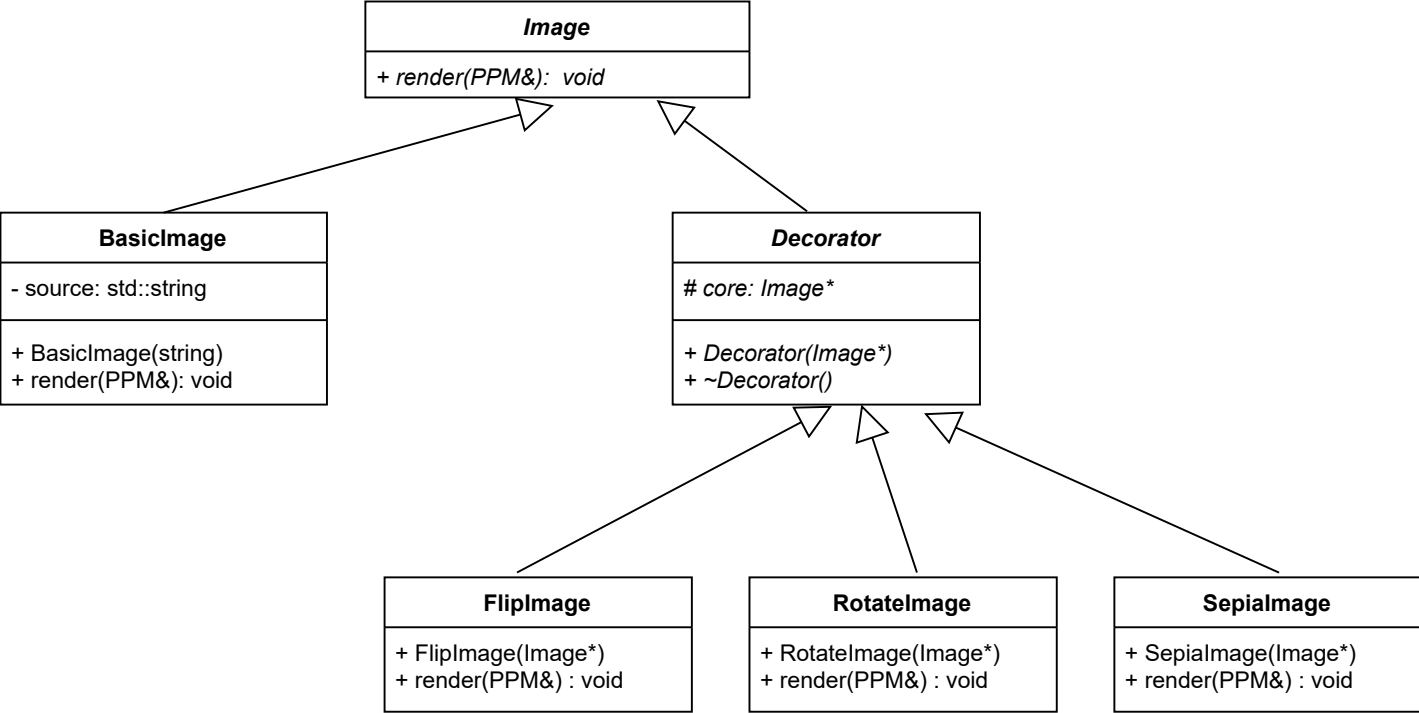 Image
+ render(PPM&):  void
BasicImage
- source: std::string
+ BasicImage(string)
+ render(PPM&): void
Decorator
# core: Image*
+ Decorator(Image*)
+ ~Decorator()
FlipImage
+ FlipImage(Image*)
+ render(PPM&) : void
RotateImage
+ RotateImage(Image*)
+ render(PPM&) : void
SepiaImage
+ SepiaImage(Image*)
+ render(PPM&) : void